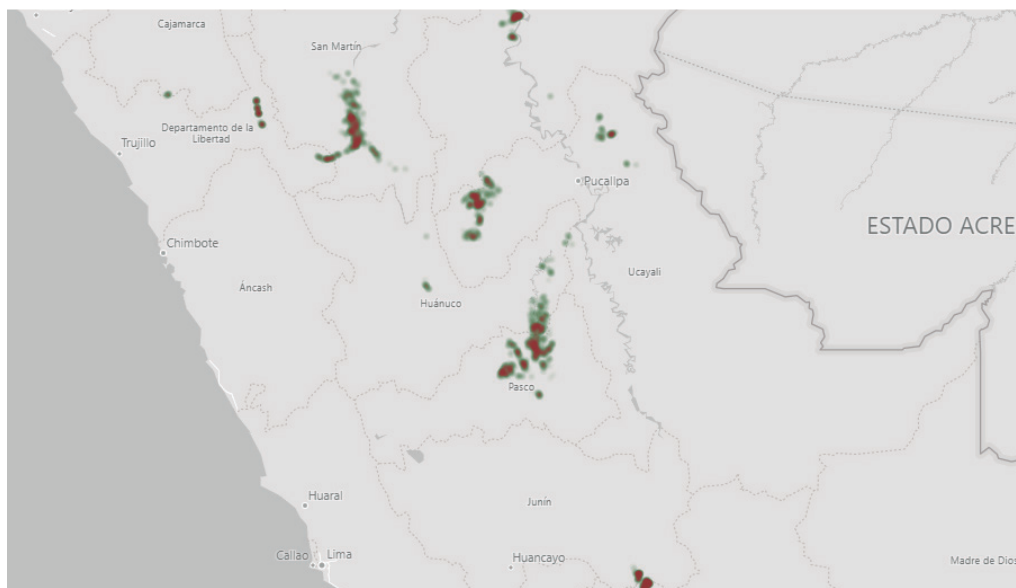 Cajamarca
San Martín
Departamento de la
Libertad
Trujillo
Pucallpa
ESTADO ACRE
Chimbote
Ucayali
Áncash
Huánuco
Pasco
Huaral
Junín
Callao
Lima
Huancayo
Madre de Dios